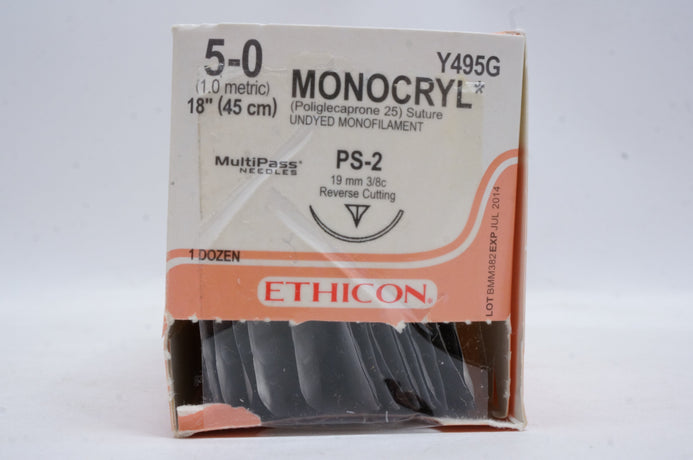 5-0
(1.0 metric)
18" (45 cm)
MONOCRYL*
(Poliglecaprone 25) Suture
UNDYED MONOFILAMENT
Y495G
MultiPass®
NEEDLES
PS-2
19 mm 3/8c
Reverse Cutting
1 DOZEN
ETHICON®
LOT BMM382 EXP JUL 2014